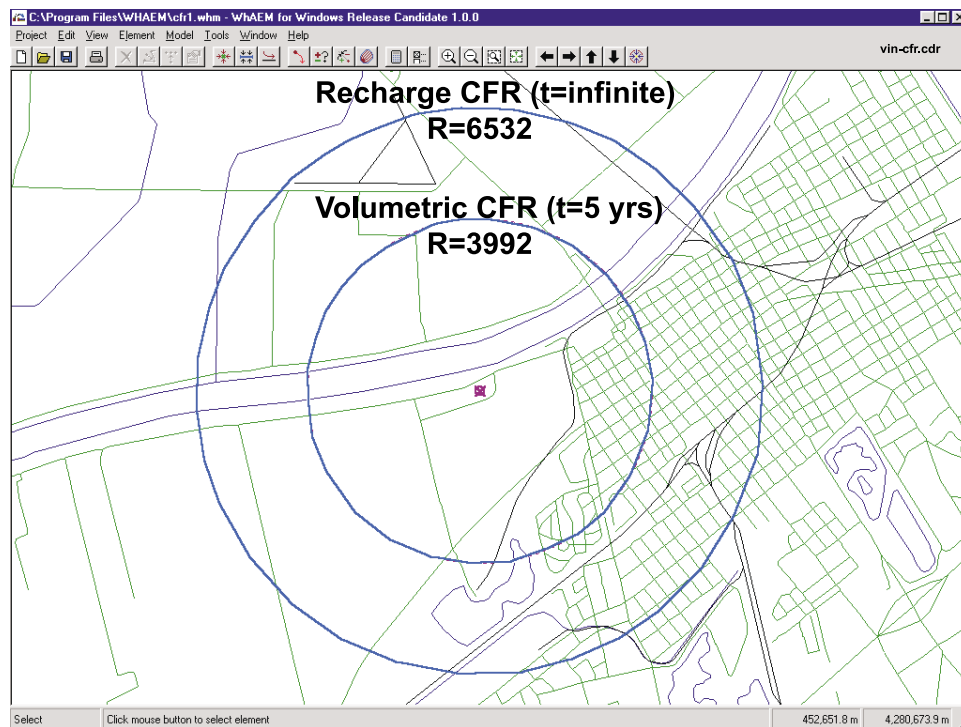 C:\Program Files\WHAEM\cfr1.whm - WhAEM for Windows Release Candidate 1.0.0
Project Edit View Element Model Tools Window Help
vin-cfr.cdr
Recharge CFR (t=infinite)
R=6532
Volumetric CFR (t=5 yrs)
R=3992
Select Click mouse button to select element 452,651.8 m 4,280,673.9 m